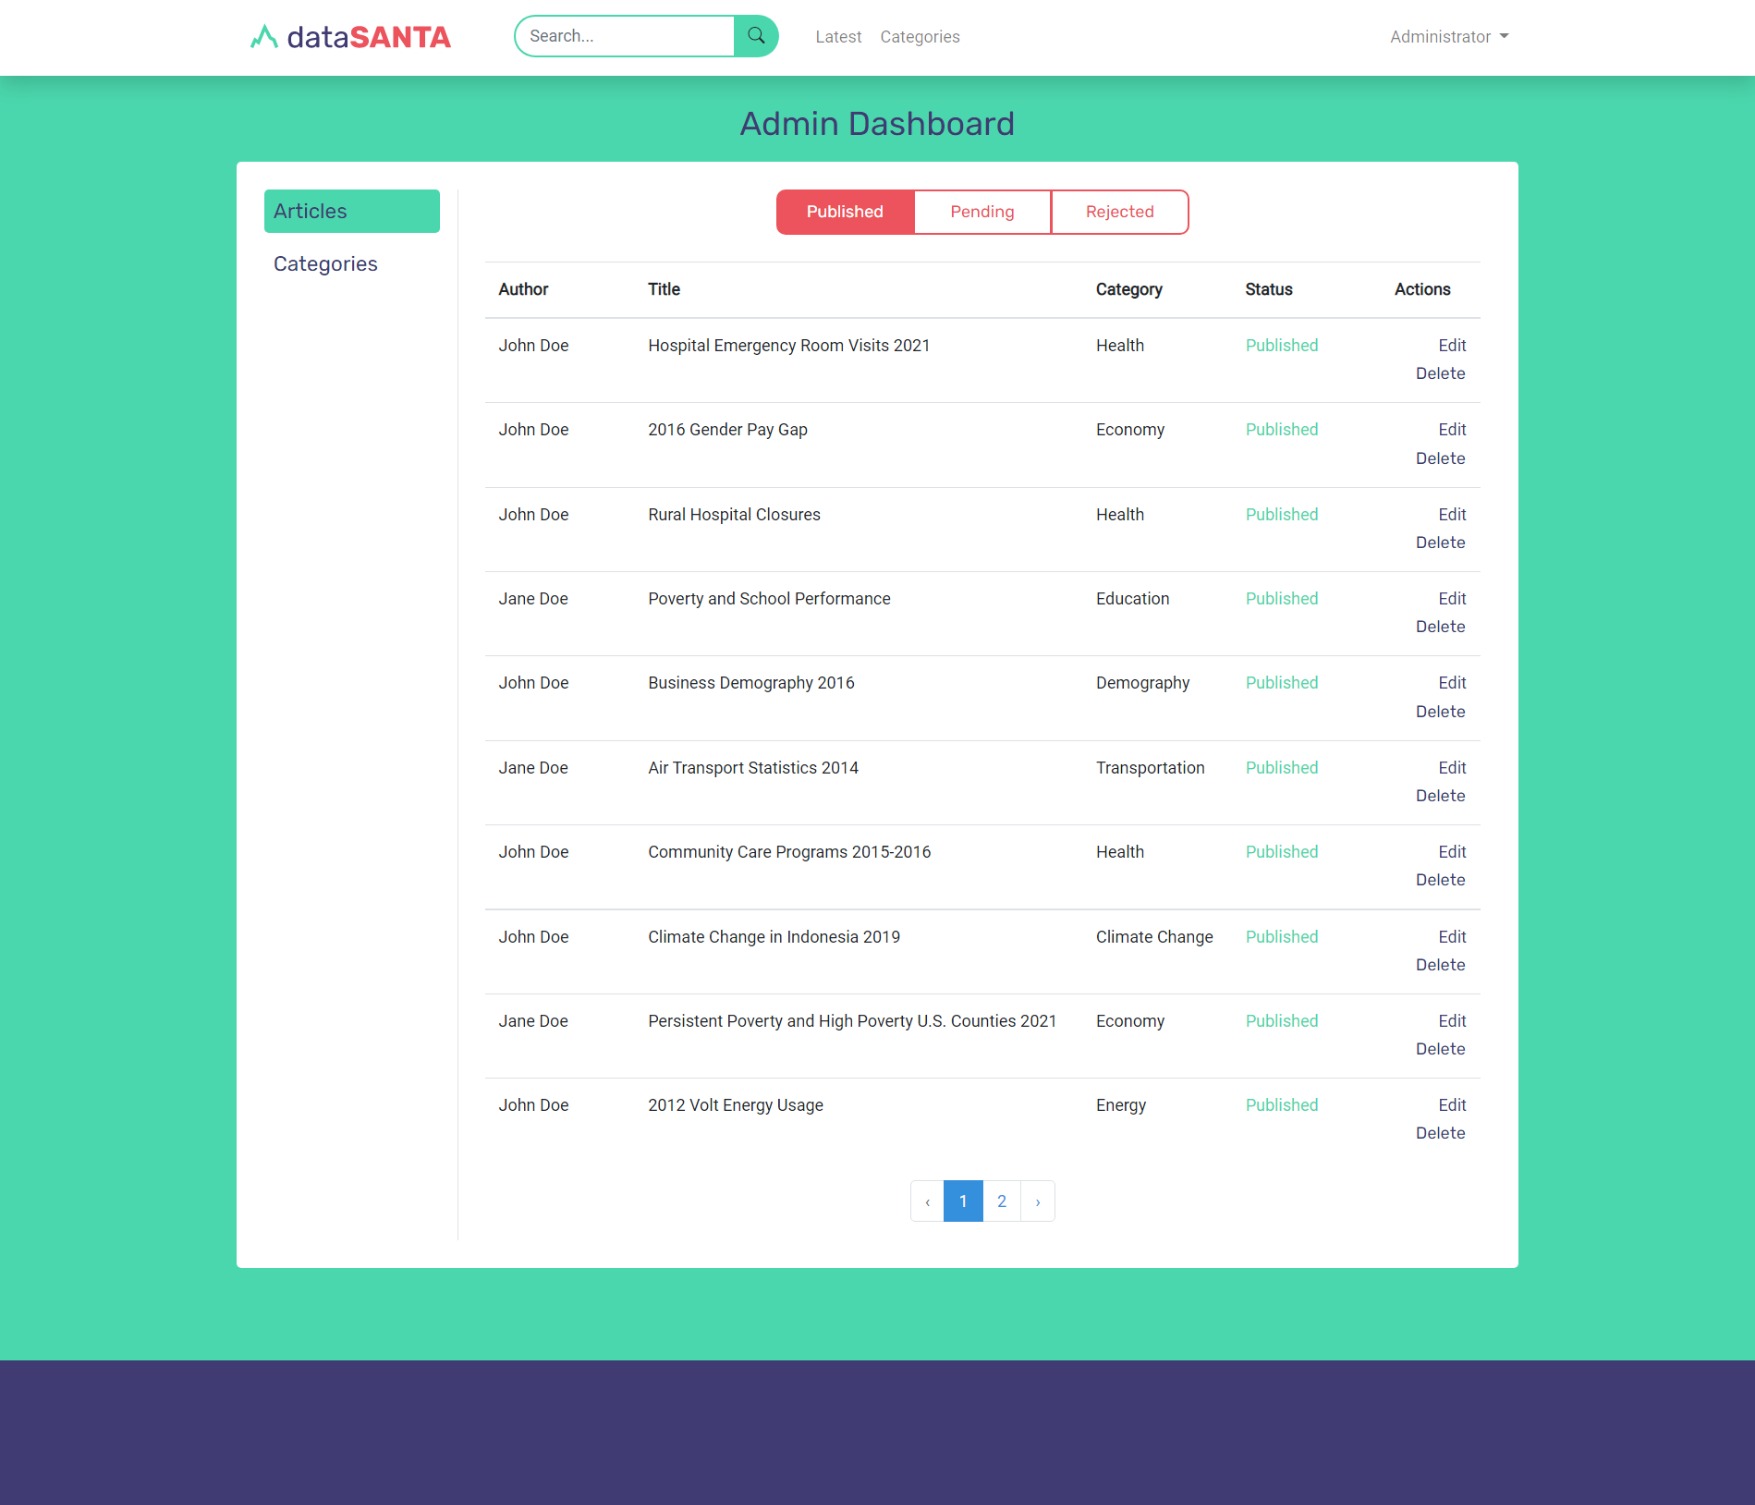 dataSANTA Search... Latest Categories Administrator
Admin Dashboard
Articles
Categories
Published Pending Rejected
Author Title Category Status Actions
John Doe Hospital Emergency Room Visits 2021 Health Published Edit
Delete
John Doe 2016 Gender Pay Gap Economy Published Edit
Delete
John Doe Rural Hospital Closures Health Published Edit
Delete
Jane Doe Poverty and School Performance Education Published Edit
Delete
John Doe Business Demography 2016 Demography Published Edit
Delete
Jane Doe Air Transport Statistics 2014 Transportation Published Edit
Delete
John Doe Community Care Programs 2015-2016 Health Published Edit
Delete
John Doe Climate Change in Indonesia 2019 Climate Change Published Edit
Delete
Jane Doe Persistent Poverty and High Poverty U.S. Counties 2021 Economy Published Edit
Delete
John Doe 2012 Volt Energy Usage Energy Published Edit
Delete
‹ 1 2 ›